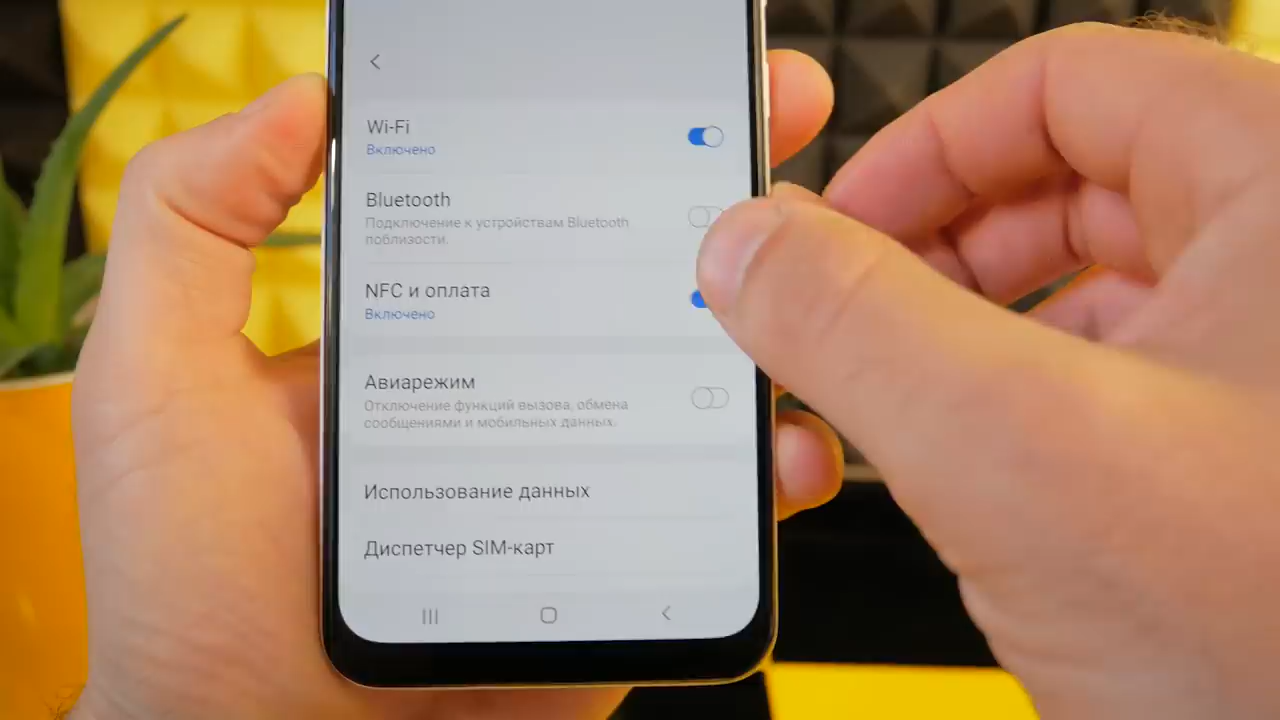 Wi-Fi
Включено
Bluetooth
Подключение к устройствам Bluetooth
поблизости.
NFC и оплата
Включено
Авиарежим
Отключение функций вызова, обмена
сообщениями и мобильных данных.
Использование данных
Диспетчер SIM-карт